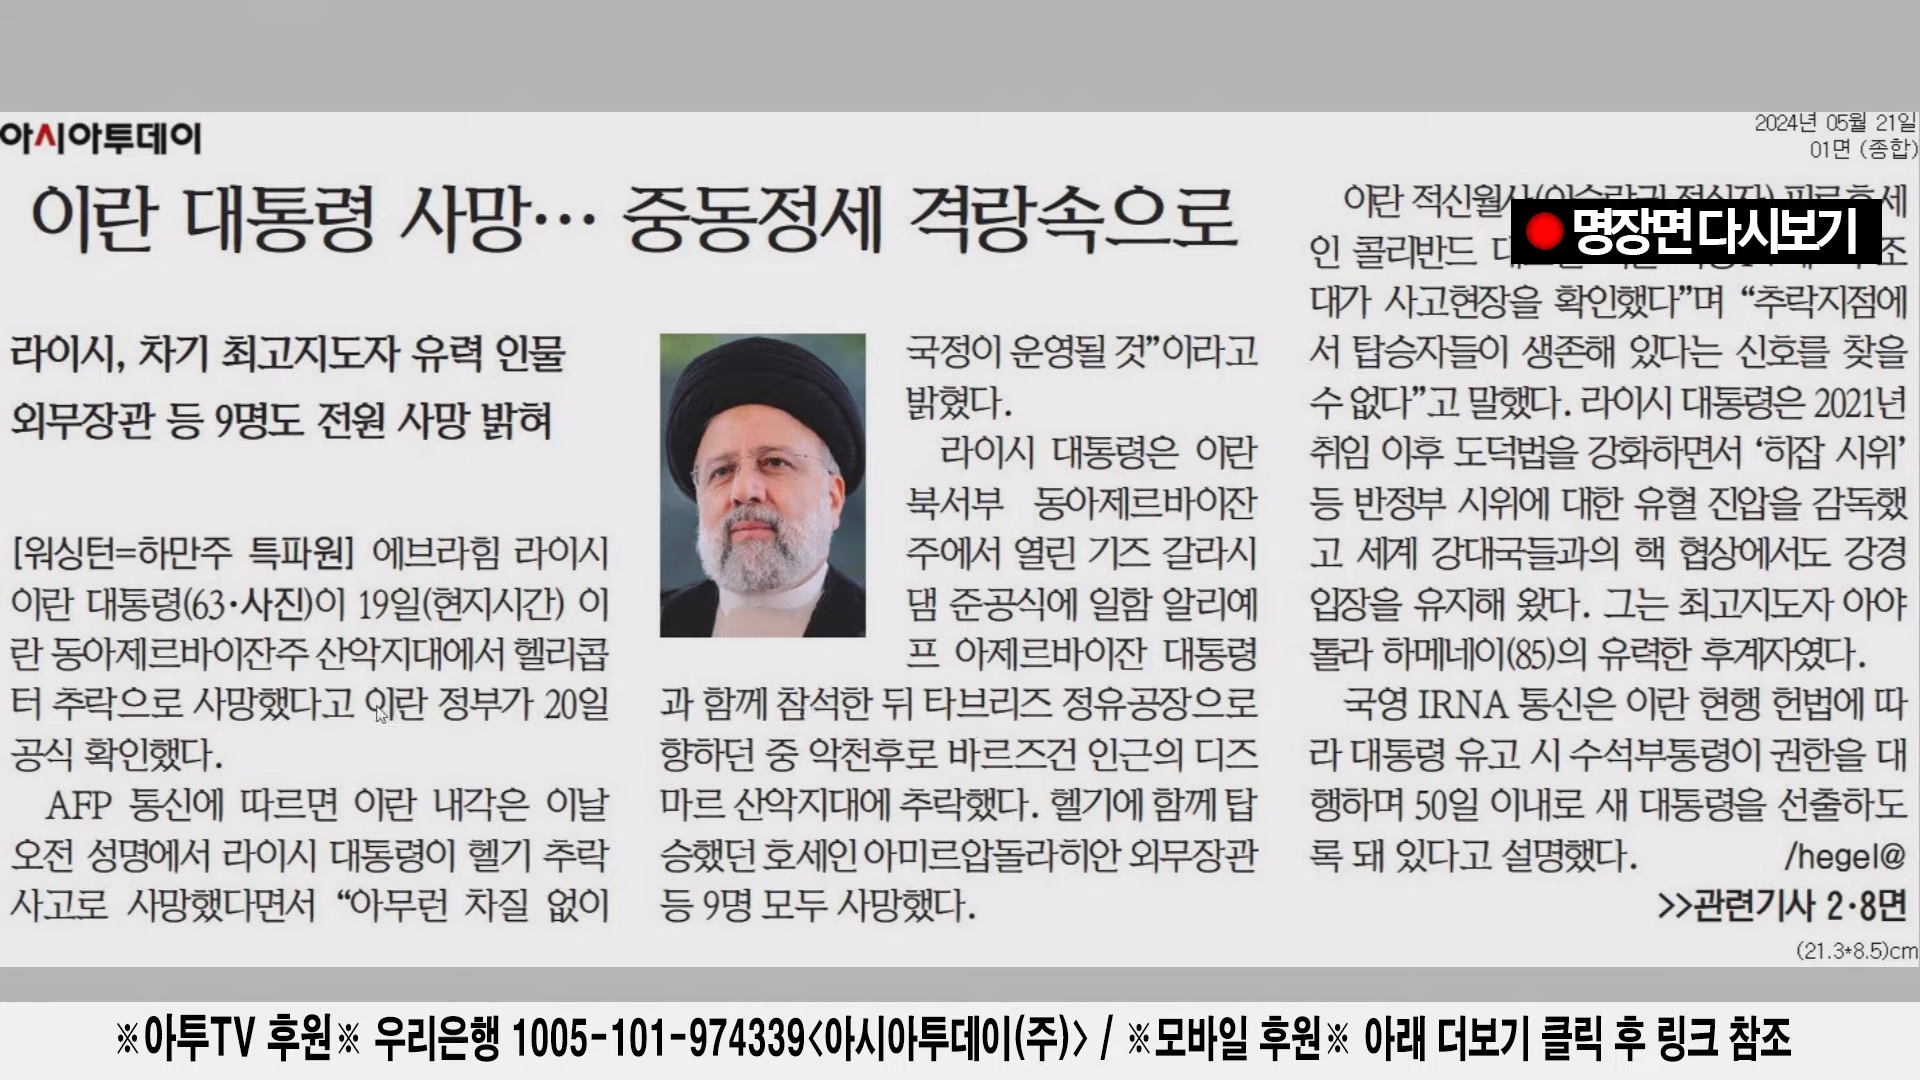 아시아투데이
2024년 05월 21일
01면 (종합)
이란 대통령 사망… 중동정세 격랑속으로
라이시, 차기 최고지도자 유력 인물
외무장관 등 9명도 전원 사망 밝혀
[워싱턴=하만주 특파원] 에브라힘 라이시
이란 대통령(63·사진)이 19일(현지시간) 이
란 동아제르바이잔주 산악지대에서 헬리콥
터 추락으로 사망했다고 이란 정부가 20일
공식 확인했다.
AFP 통신에 따르면 이란 내각은 이날
오전 성명에서 라이시 대통령이 헬기 추락
사고로 사망했다면서 “아무런 차질 없이
국정이 운영될 것”이라고
밝혔다.
라이시 대통령은 이란
북서부 동아제르바이잔
주에서 열린 기즈 갈라시
댐 준공식에 일함 알리예
프 아제르바이잔 대통령
과 함께 참석한 뒤 타브리즈 정유공장으로
향하던 중 악천후로 바르즈건 인근의 디즈
마르 산악지대에 추락했다. 헬기에 함께 탑
승했던 호세인 아미르압돌라히안 외무장관
등 9명 모두 사망했다.
이란 적신월사
인 콜리반드
대가 사고현장을 확인했다”며 “추락지점에
서 탑승자들이 생존해 있다는 신호를 찾을
수 없다”고 말했다. 라이시 대통령은 2021년
취임 이후 도덕법을 강화하면서 ‘히잡 시위’
등 반정부 시위에 대한 유혈 진압을 감독했
고 세계 강대국들과의 핵 협상에서도 강경
입장을 유지해 왔다. 그는 최고지도자 아야
톨라 하메네이(85)의 유력한 후계자였다.
국영 IRNA 통신은 이란 현행 헌법에 따
라 대통령 유고 시 수석부통령이 권한을 대
행하며 50일 이내로 새 대통령을 선출하도
록 돼 있다고 설명했다. /hegel@
>>관련기사 2·8면
(21.3*8.5)cm
명장면 다시보기
※아투TV 후원※ 우리은행 1005-101-974339<아시아투데이(주)> / ※모바일 후원※ 아래 더보기 클릭 후 링크 참조